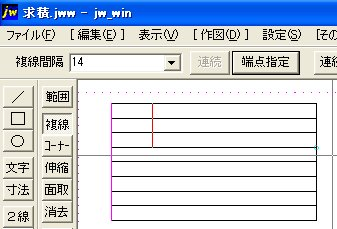 jw 求積.jww - jw_win
ファイル(F) [編集(E)] 表示(V) [作図(D)] 設定(S) [その
複線間隔 14 連続 端点指定 連続
範囲
複線
コーナー
文字 伸縮
寸法 面取
2線 消去